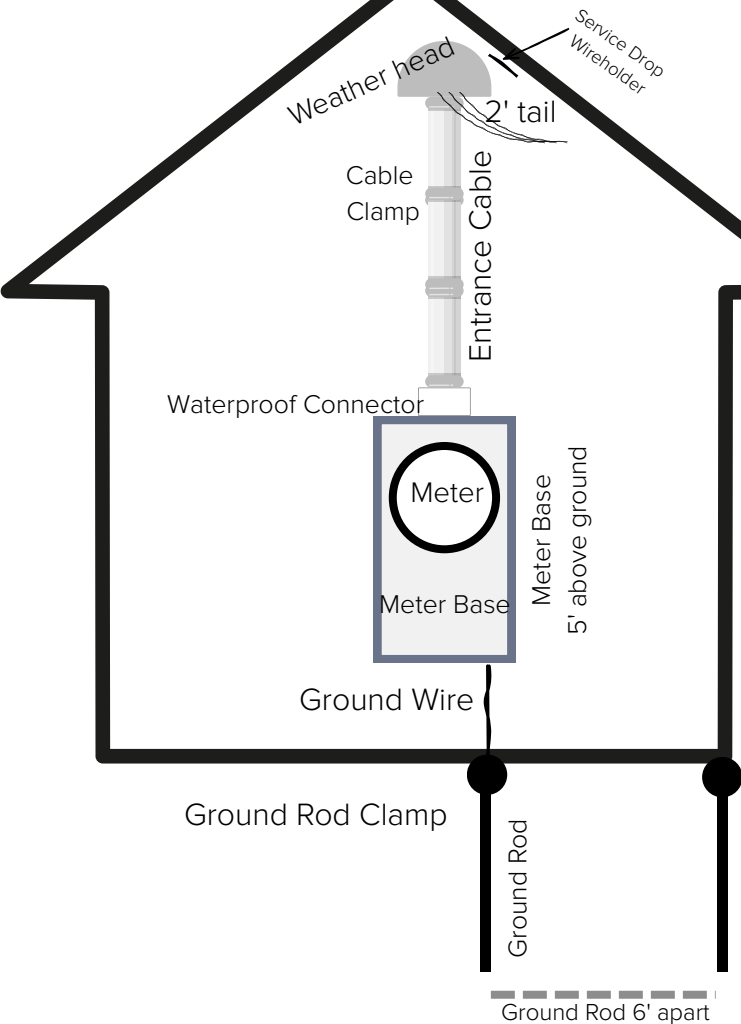 Service Drop
Wireholder
Weather head
2' tail
Cable
Clamp
Entrance Cable
Waterproof Connector
Meter
Meter Base
5' above ground
Meter Base
Ground Wire
Ground Rod Clamp
Ground Rod
Ground Rod 6' apart